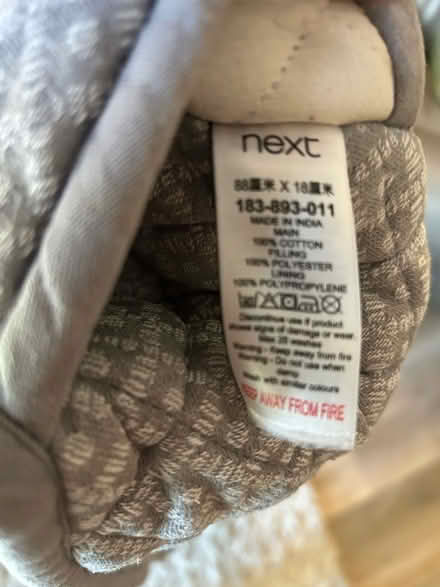 next
88厘米 X 18厘米
183-893-011
MADE IN INDIA
MAIN
100% COTTON
FILLING
100% POLYESTER
LINING
100% POLYPROPYLENE
Discontinue use if product
shows signs of damage or wear.
Max 25 washes
Warning - Keep away from fire
Warning - Do not use when
damp
Wash with similar colours
KEEP AWAY FROM FIRE